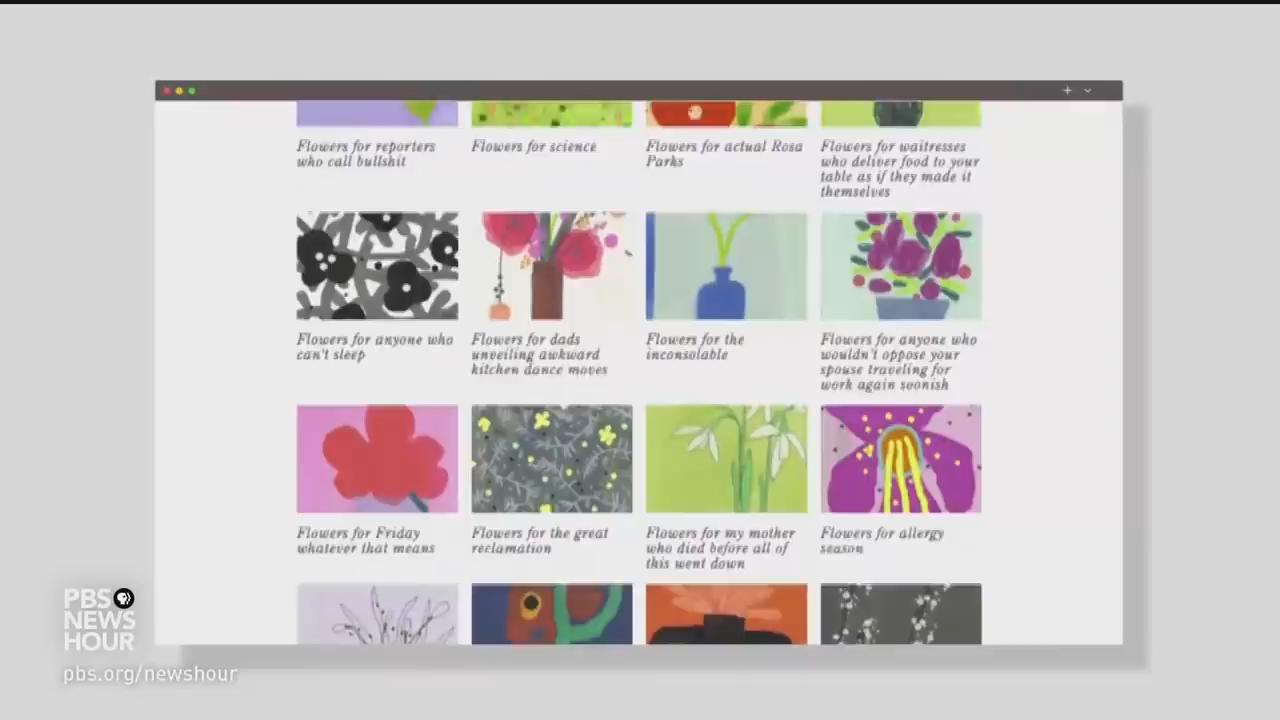 Flowers for reporters
who call bullshit
Flowers for science
Flowers for actual Rosa
Parks
Flowers for waitresses
who deliver food to your
table as if they made it
themselves
Flowers for anyone who
can't sleep
Flowers for dads
unveiling awkward
kitchen dance moves
Flowers for the
inconsolable
Flowers for anyone who
wouldn't oppose your
spouse traveling for
work again soonish
Flowers for Friday
whatever that means
Flowers for the great
reclamation
Flowers for my mother
who died before all of
this went down
Flowers for allergy
season
PBS
NEWS
HOUR
pbs.org/newshour